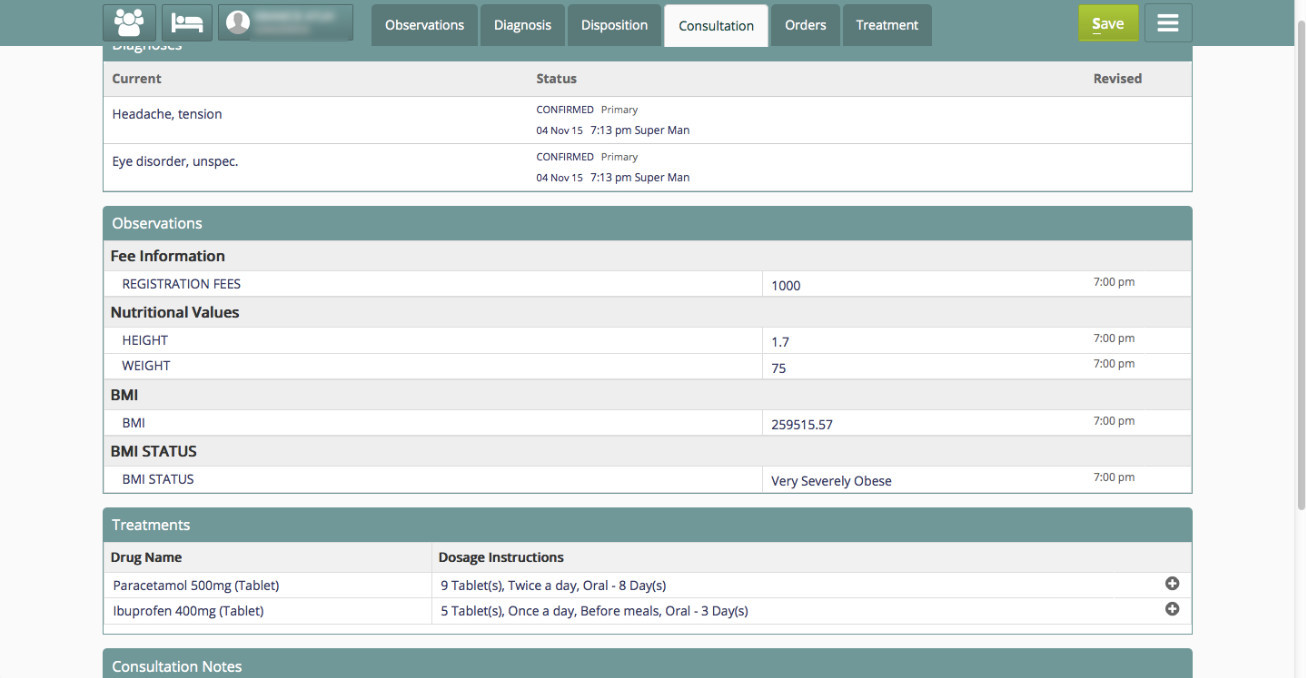 Observations Diagnosis Disposition Consultation Orders Treatment Save
Diagnoses
Current Status Revised
Headache, tension CONFIRMED Primary
04 Nov 15 7:13 pm Super Man
Eye disorder, unspec. CONFIRMED Primary
04 Nov 15 7:13 pm Super Man
Observations
Fee Information
REGISTRATION FEES 1000 7:00 pm
Nutritional Values
HEIGHT 1.7 7:00 pm
WEIGHT 75 7:00 pm
BMI
BMI 259515.57 7:00 pm
BMI STATUS
BMI STATUS Very Severely Obese 7:00 pm
Treatments
Drug Name Dosage Instructions
Paracetamol 500mg (Tablet) 9 Tablet(s), Twice a day, Oral - 8 Day(s)
Ibuprofen 400mg (Tablet) 5 Tablet(s), Once a day, Before meals, Oral - 3 Day(s)
Consultation Notes